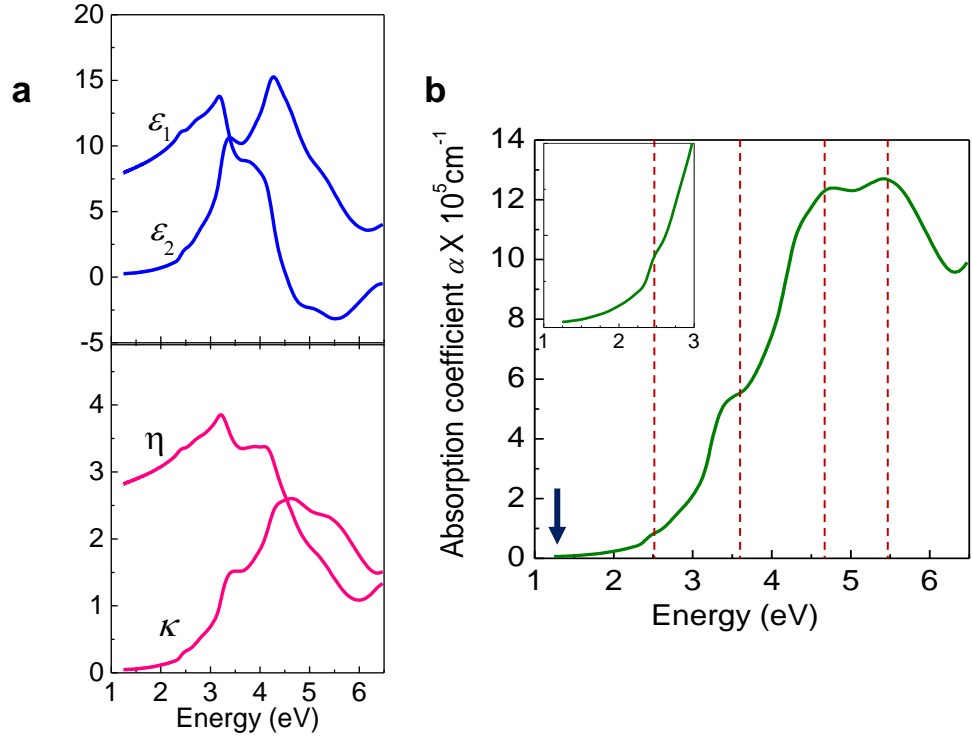 a
20
15
10
5
0
-5
ε₁
ε₂
4
3
2
1
0
η
κ
1 2 3 4 5 6
Energy (eV)
b
14
12
10
8
6
4
2
0
Absorption coefficient α X 10⁵cm⁻¹
1 2 3
1 2 3 4 5 6
Energy (eV)